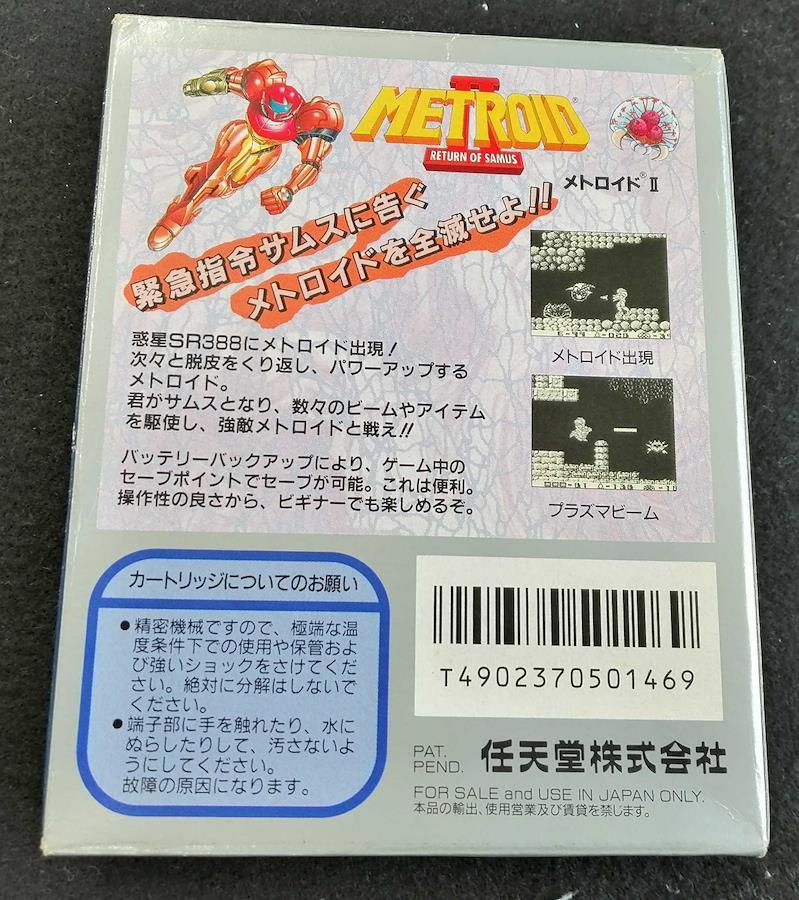 METROID II
RETURN OF SAMUS
メトロイド® II
緊急指令サムスに告ぐ
メトロイドを全滅せよ!!
惑星SR388にメトロイド出現!
次々と脱皮をくり返し、パワーアップする
メトロイド。
君がサムスとなり、数々のビームやアイテム
を駆使し、強敵メトロイドと戦え!!
バッテリーバックアップにより、ゲーム中の
セーブポイントでセーブが可能。これは便利。
操作性の良さから、ビギナーでも楽しめるぞ。
メトロイド出現
プラズマビーム
カートリッジについてのお願い
●精密機械ですので、極端な温
度条件下での使用や保管およ
び強いショックをさけてくだ
さい。絶対に分解はしないで
ください。
●端子部に手を触れたり、水に
ぬらしたりして、汚さないよ
うにしてください。
故障の原因になります。
T4902370501469
PAT.
PEND.
任天堂株式会社
FOR SALE and USE IN JAPAN ONLY.
本品の輸出、使用営業及び賃貸を禁じます。